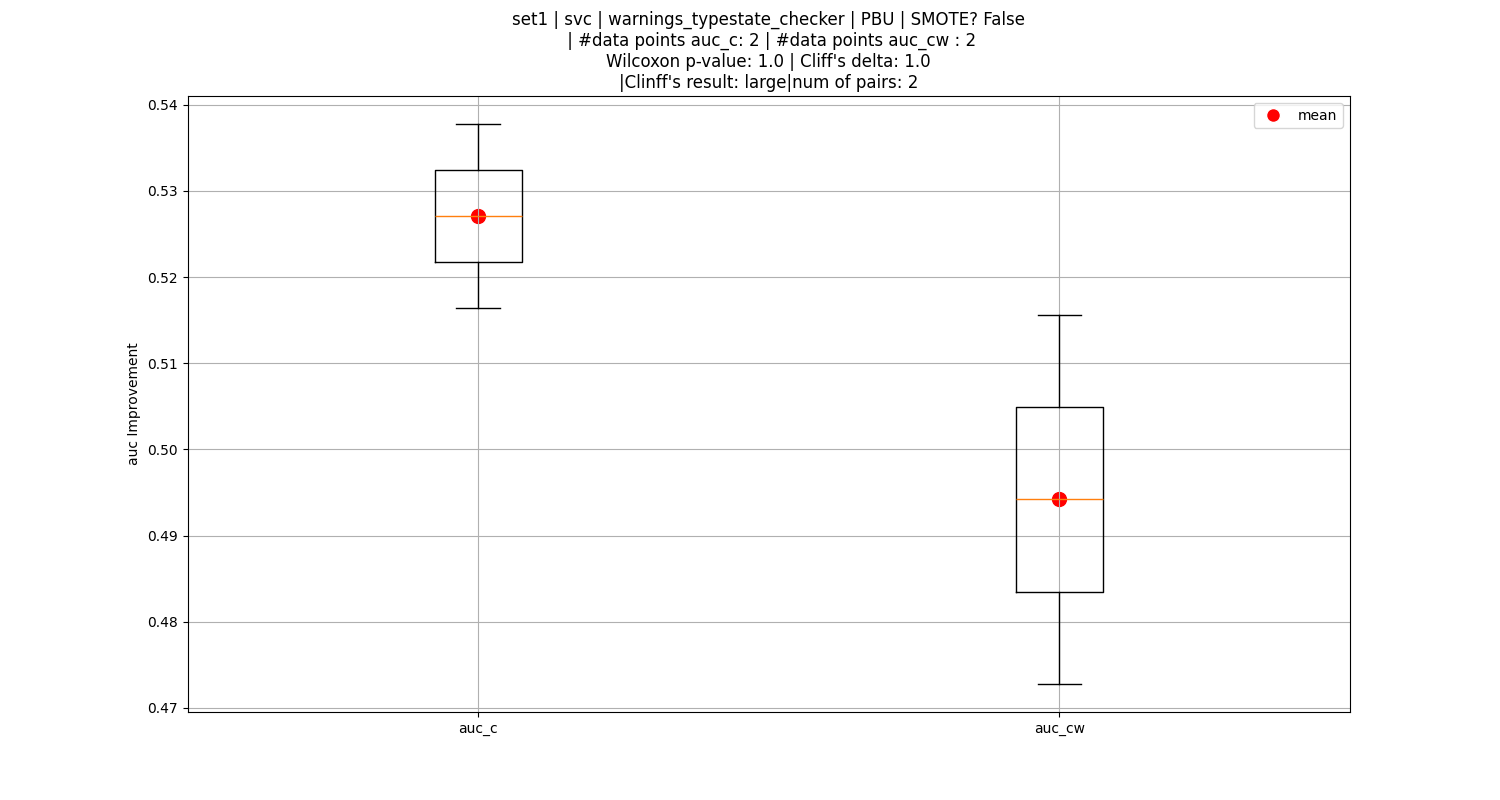 set1 | svc | warnings_typestate_checker | PBU | SMOTE? False
| #data points auc_c: 2 | #data points auc_cw : 2
Wilcoxon p-value: 1.0 | Cliff's delta: 1.0
|Clinff's result: large|num of pairs: 2
mean
auc Improvement
0.54
0.53
0.52
0.51
0.50
0.49
0.48
0.47
auc_c
auc_cw